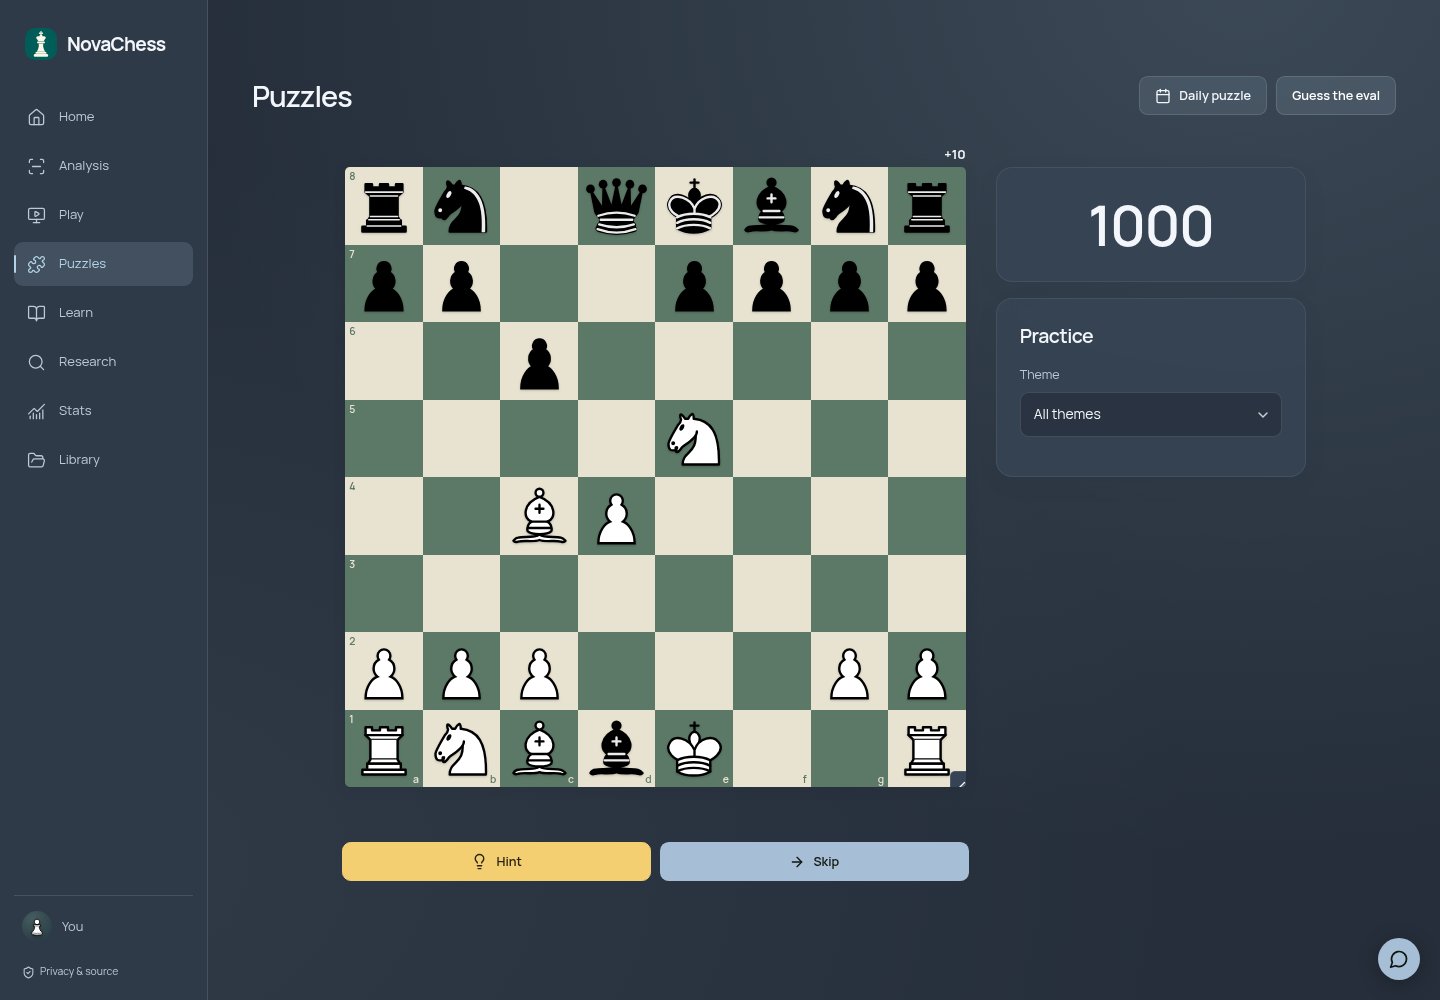 NovaChess
Home
Analysis
Play
Puzzles
Learn
Research
Stats
Library
You
Privacy & source
Puzzles
Daily puzzle
Guess the eval
+10
8
7
6
5
4
3
2
1
a
b
c
d
e
f
g
Hint
Skip
1000
Practice
Theme
All themes